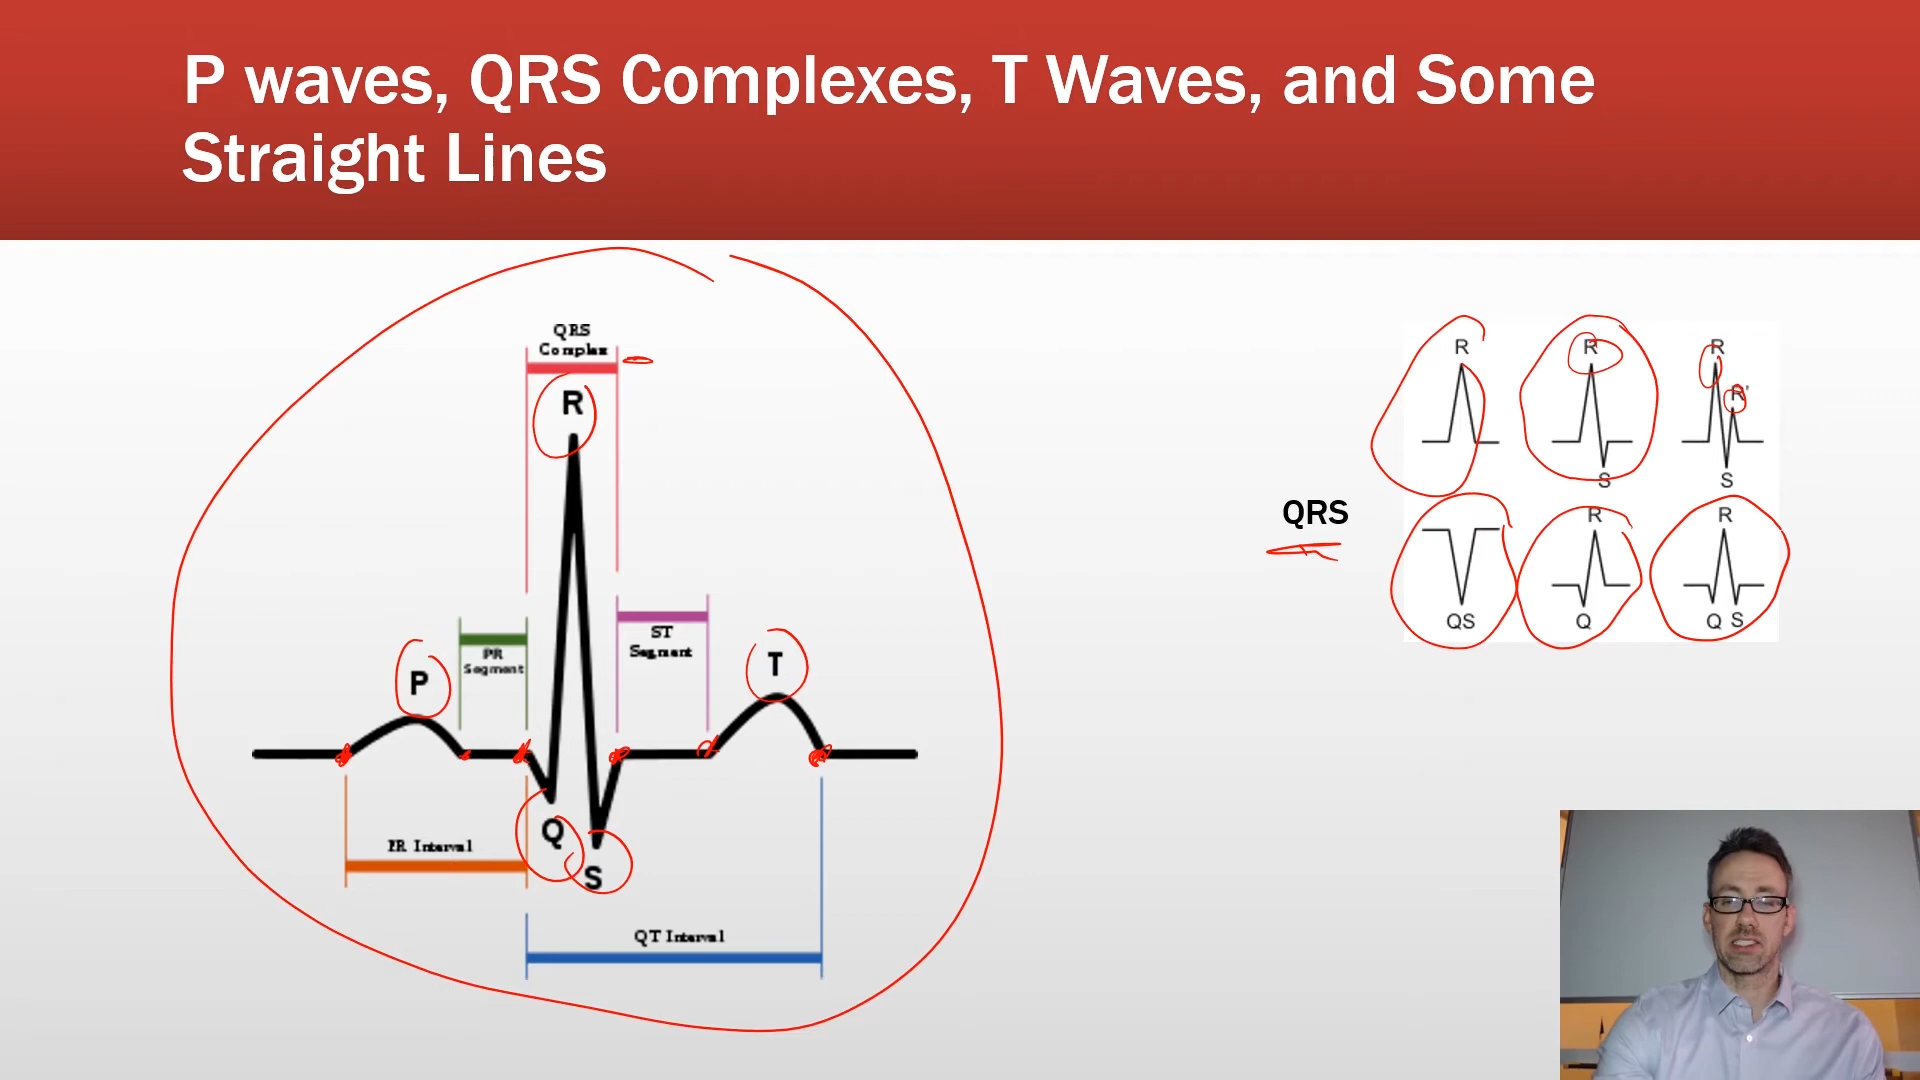 P waves, QRS Complexes, T Waves, and Some
Straight Lines
QRS
Complex
R
P
PR
Segment
ST
Segment
T
Q
S
PR Interval
QT Interval
QRS
R
R
R
R'
S
S
R
R
QS
Q
Q S